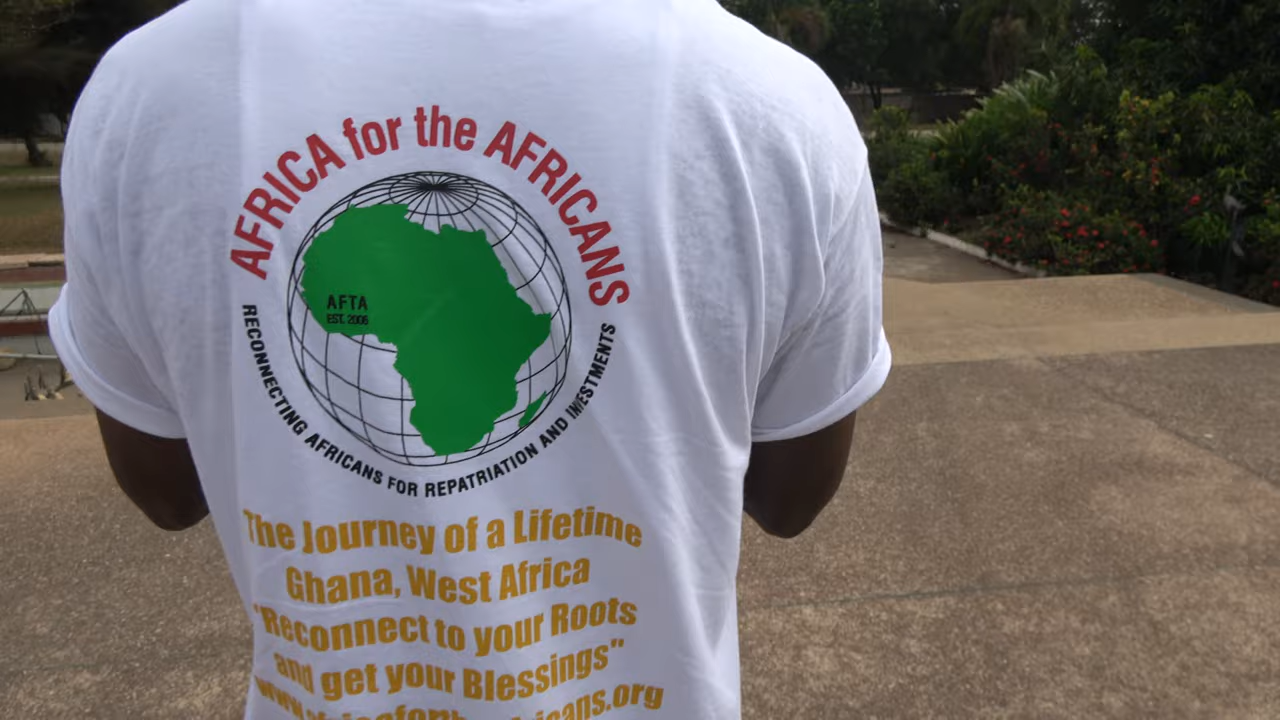 AFRICA for the AFRICANS
AFTA
EST. 2006
RECONNECTING AFRICANS FOR REPATRIATION AND INVESTMENTS
The Journey of a Lifetime
Ghana, West Africa
"Reconnect to your Roots
and get your Blessings"